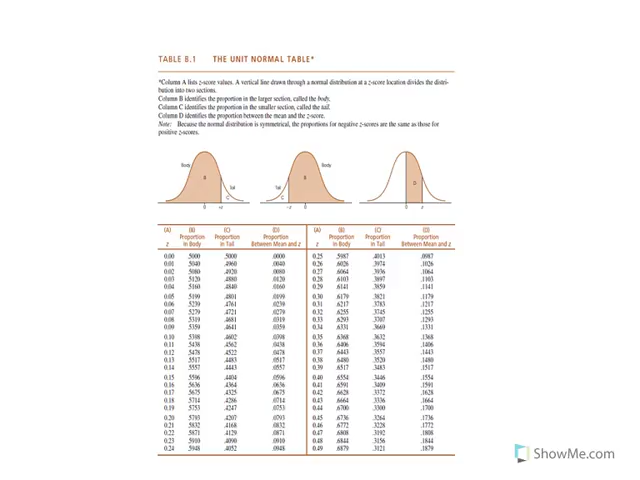 TABLE B.1 THE UNIT NORMAL TABLE*
*Column A lists z-score values. A vertical line drawn through a normal distribution at a z-score location divides the distri-
bution into two sections.
Column B identifies the proportion in the larger section, called the body.
Column C identifies the proportion in the smaller section, called the tail.
Column D identifies the proportion between the mean and the z-score.
Note: Because the normal distribution is symmetrical, the proportions for negative z-scores are the same as those for
positive z-scores.
Body B Tail C 0 +z
Tail C B Body -z 0
D 0 z
(A) (B) (C) (D) (A) (B) (C) (D)
Proportion Proportion Proportion Proportion Proportion Proportion
z in Body in Tail Between Mean and z z in Body in Tail Between Mean and z
0.00 .5000 .5000 .0000 0.25 .5987 .4013 .0987
0.01 .5040 .4960 .0040 0.26 .6026 .3974 .1026
0.02 .5080 .4920 .0080 0.27 .6064 .3936 .1064
0.03 .5120 .4880 .0120 0.28 .6103 .3897 .1103
0.04 .5160 .4840 .0160 0.29 .6141 .3859 .1141
0.05 .5199 .4801 .0199 0.30 .6179 .3821 .1179
0.06 .5239 .4761 .0239 0.31 .6217 .3783 .1217
0.07 .5279 .4721 .0279 0.32 .6255 .3745 .1255
0.08 .5319 .4681 .0319 0.33 .6293 .3707 .1293
0.09 .5359 .4641 .0359 0.34 .6331 .3669 .1331
0.10 .5398 .4602 .0398 0.35 .6368 .3632 .1368
0.11 .5438 .4562 .0438 0.36 .6406 .3594 .1406
0.12 .5478 .4522 .0478 0.37 .6443 .3557 .1443
0.13 .5517 .4483 .0517 0.38 .6480 .3520 .1480
0.14 .5557 .4443 .0557 0.39 .6517 .3483 .1517
0.15 .5596 .4404 .0596 0.40 .6554 .3446 .1554
0.16 .5636 .4364 .0636 0.41 .6591 .3409 .1591
0.17 .5675 .4325 .0675 0.42 .6628 .3372 .1628
0.18 .5714 .4286 .0714 0.43 .6664 .3336 .1664
0.19 .5753 .4247 .0753 0.44 .6700 .3300 .1700
0.20 .5793 .4207 .0793 0.45 .6736 .3264 .1736
0.21 .5832 .4168 .0832 0.46 .6772 .3228 .1772
0.22 .5871 .4129 .0871 0.47 .6808 .3192 .1808
0.23 .5910 .4090 .0910 0.48 .6844 .3156 .1844
0.24 .5948 .4052 .0948 0.49 .6879 .3121 .1879
ShowMe.com